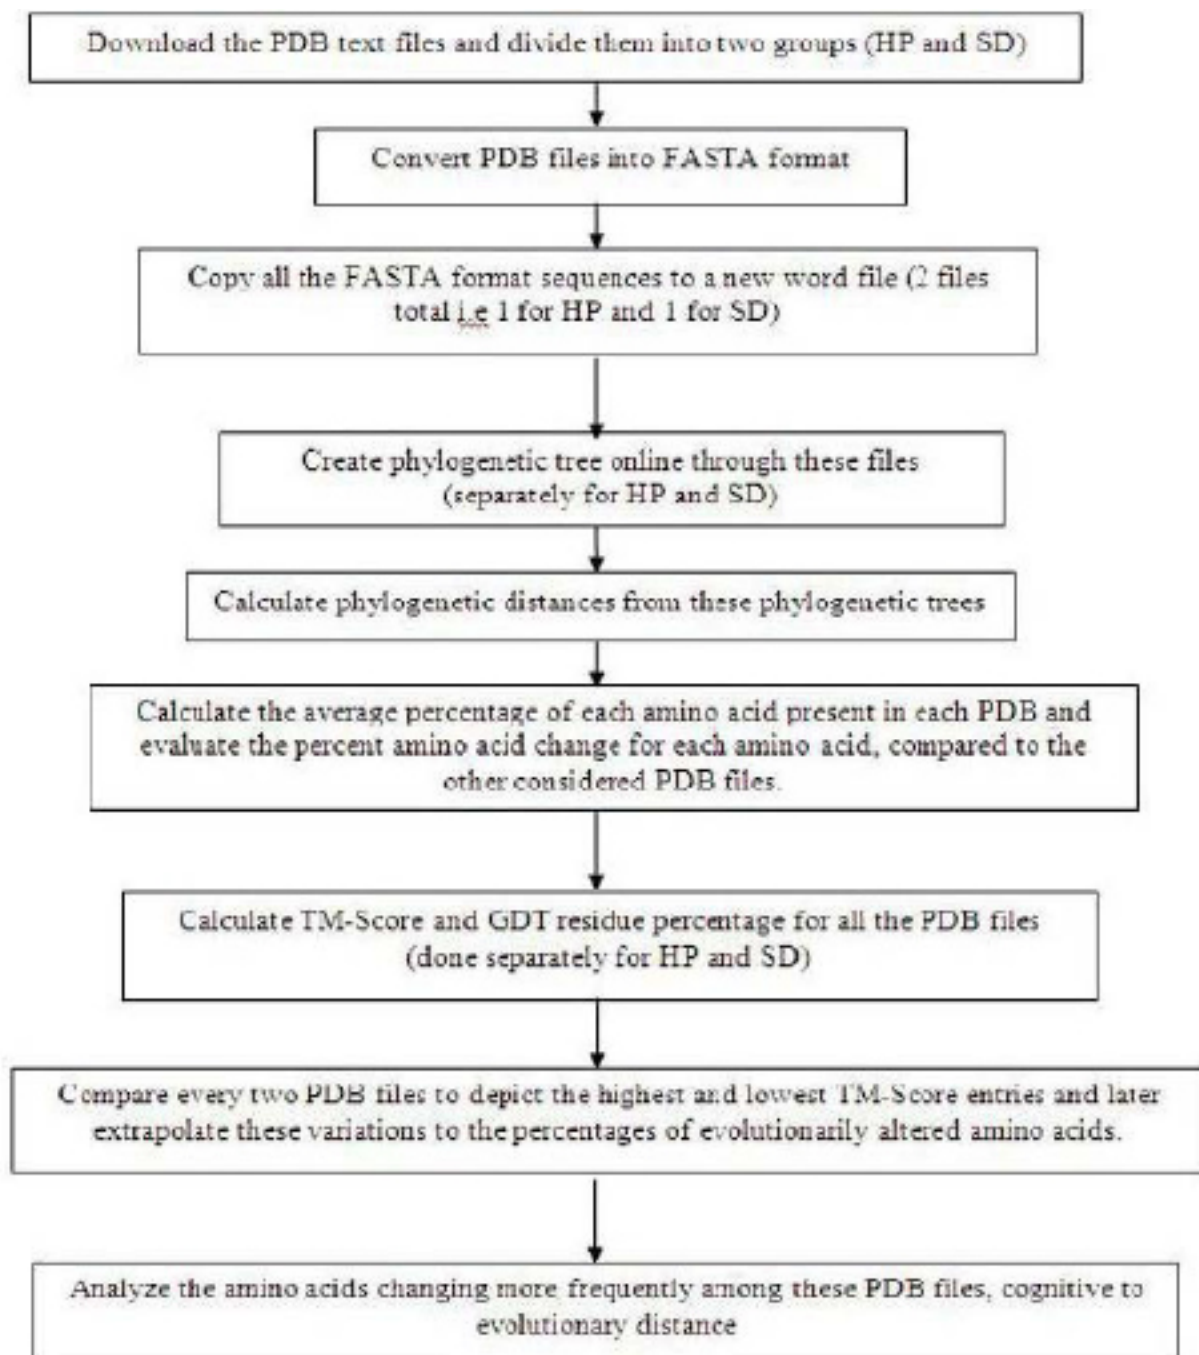 Download the PDB text files and divide them into two groups (HP and SD)
Convert PDB files into FASTA format
Copy all the FASTA format sequences to a new word file (2 files
total i.e 1 for HP and 1 for SD)
Create phylogenetic tree online through these files
(separately for HP and SD)
Calculate phylogenetic distances from these phylogenetic trees
Calculate the average percentage of each amino acid present in each PDB and
evaluate the percent amino acid change for each amino acid, compared to the
other considered PDB files.
Calculate TM-Score and GDT residue percentage for all the PDB files
(done separately for HP and SD)
Compare every two PDB files to depict the highest and lowest TM-Score entries and later
extrapolate these variations to the percentages of evolutionarily altered amino acids.
Analyze the amino acids changing more frequently among these PDB files, cognitive to
evolutionary distance